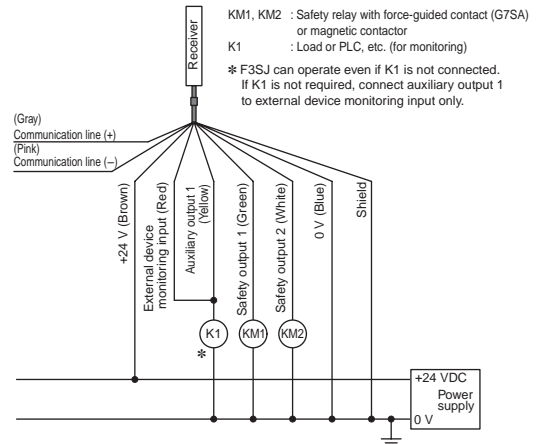 Receiver
KM1, KM2 : Safety relay with force-guided contact (G7SA)
or magnetic contactor
K1 : Load or PLC, etc. (for monitoring)
* F3SJ can operate even if K1 is not connected.
If K1 is not required, connect auxiliary output 1
to external device monitoring input only.
(Gray)
Communication line (+)
(Pink)
Communication line (–)
+24 V (Brown)
External device
monitoring input (Red)
Auxiliary output 1
(Yellow)
Safety output 1 (Green)
Safety output 2 (White)
0 V (Blue)
Shield
K1
KM1
KM2
*
+24 VDC
Power
supply
0 V